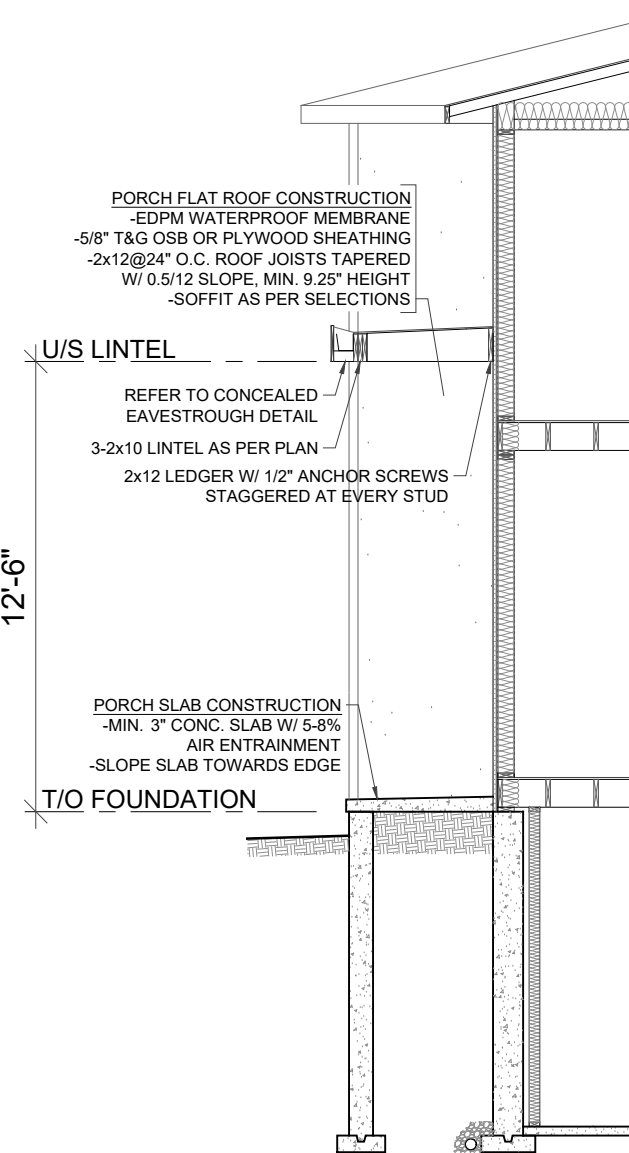 PORCH FLAT ROOF CONSTRUCTION
-EDPM WATERPROOF MEMBRANE
-5/8" T&G OSB OR PLYWOOD SHEATHING
-2x12@24" O.C. ROOF JOISTS TAPERED
W/ 0.5/12 SLOPE, MIN. 9.25" HEIGHT
-SOFFIT AS PER SELECTIONS
U/S LINTEL
REFER TO CONCEALED
EAVESTROUGH DETAIL
3-2x10 LINTEL AS PER PLAN
2x12 LEDGER W/ 1/2" ANCHOR SCREWS
STAGGERED AT EVERY STUD
12'-6"
PORCH SLAB CONSTRUCTION
-MIN. 3" CONC. SLAB W/ 5-8%
AIR ENTRAINMENT
-SLOPE SLAB TOWARDS EDGE
T/O FOUNDATION